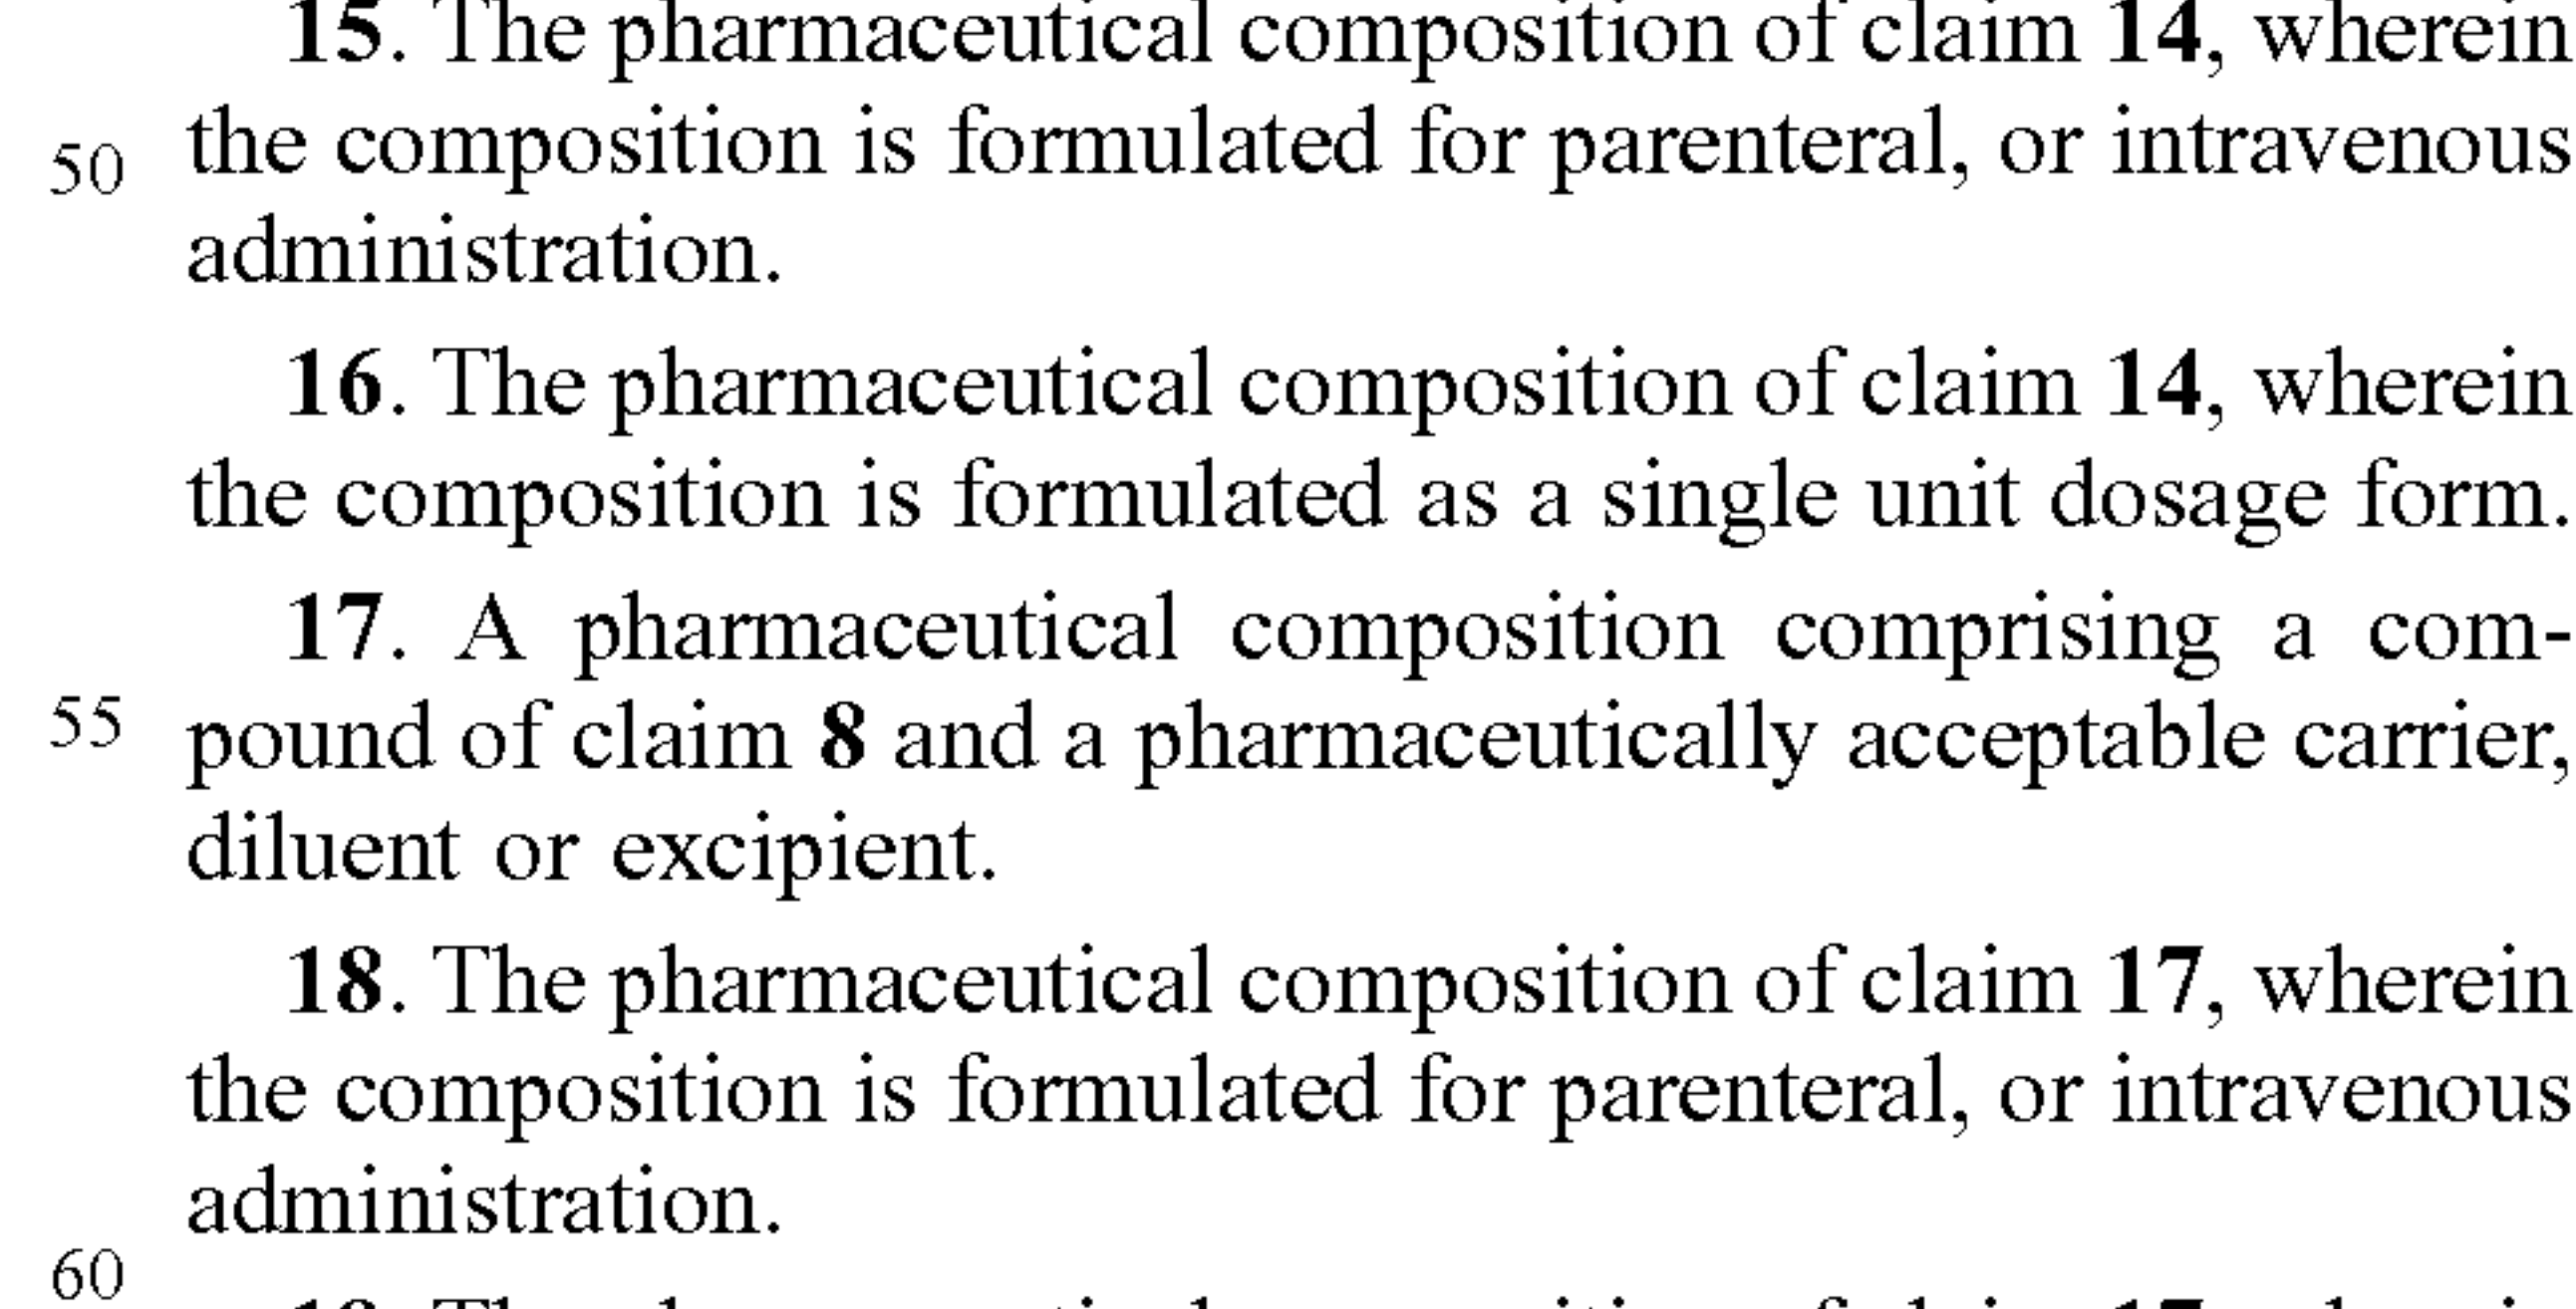 15. The pharmaceutical composition of claim 14, wherein
50 the composition is formulated for parenteral, or intravenous
administration.
16. The pharmaceutical composition of claim 14, wherein
the composition is formulated as a single unit dosage form.
17. A pharmaceutical composition comprising a com-
55 pound of claim 8 and a pharmaceutically acceptable carrier,
diluent or excipient.
18. The pharmaceutical composition of claim 17, wherein
the composition is formulated for parenteral, or intravenous
administration.
60